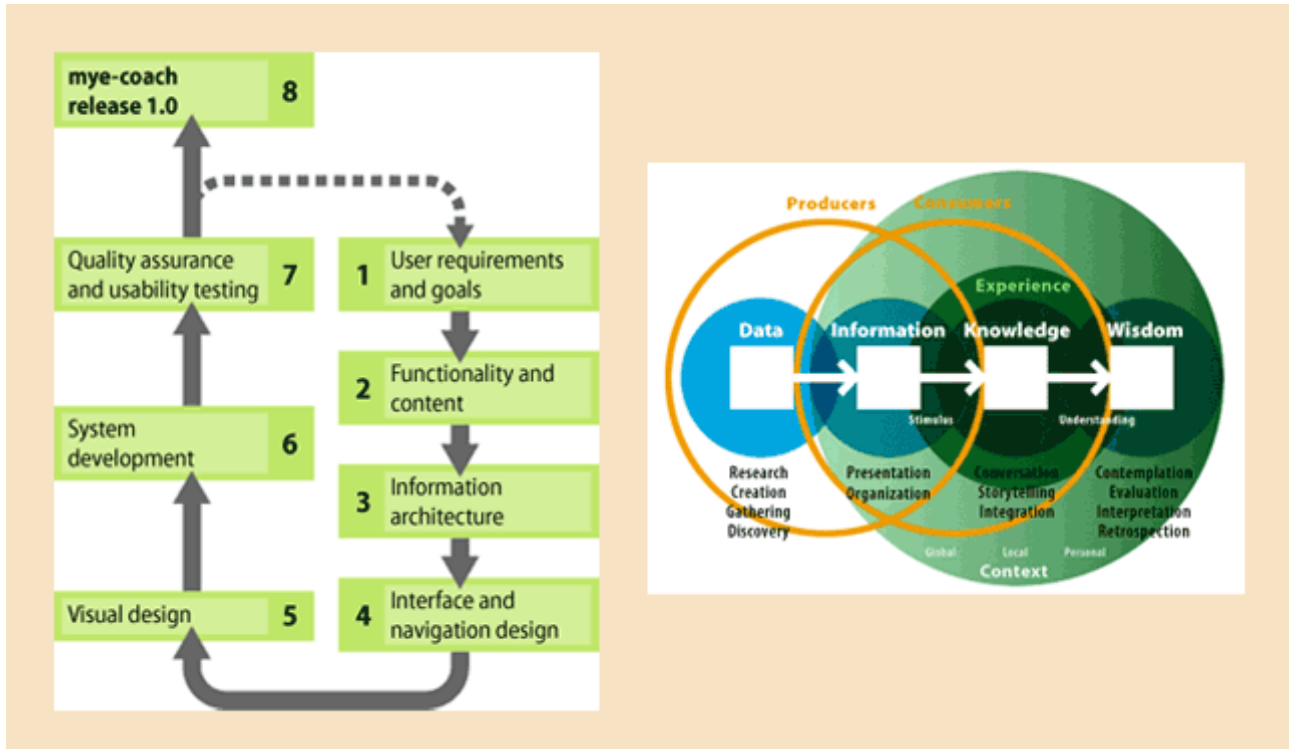 mye-coach
release 1.0
8
Quality assurance
and usability testing
7
System
development
6
Visual design
5
1
User requirements
and goals
2
Functionality and
content
3
Information
architecture
4
Interface and
navigation design
Producers
Consumers
Experience
Data
Information
Knowledge
Wisdom
Stimulus
Understanding
Research
Creation
Gathering
Discovery
Presentation
Organization
Conversation
Storytelling
Integration
Contemplation
Evaluation
Interpretation
Retrospection
Global
Local
Personal
Context